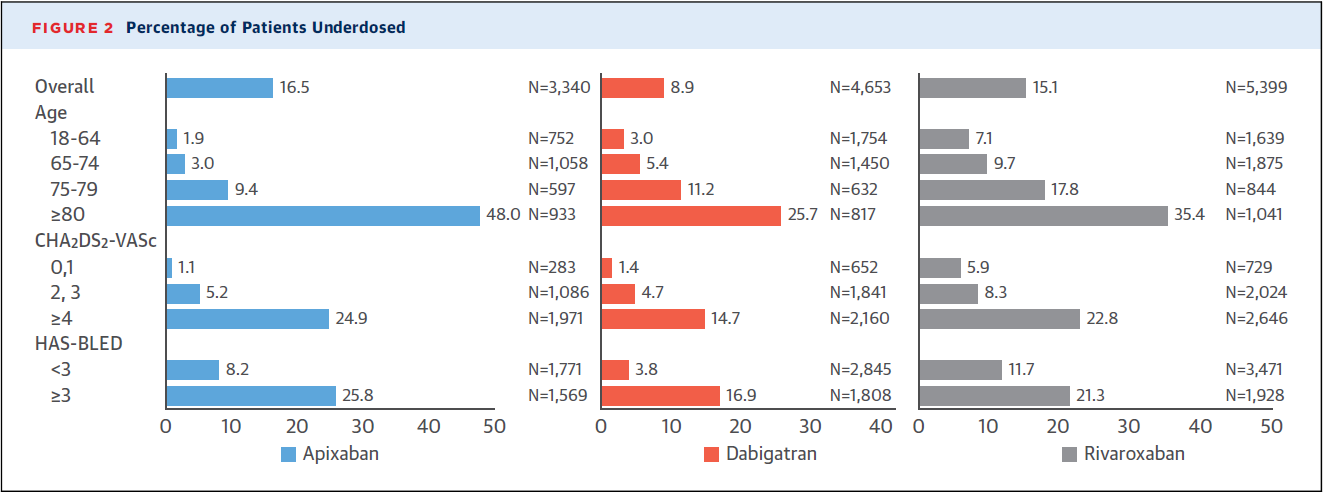 FIGURE 2 Percentage of Patients Underdosed
Overall 16.5 N=3,340 8.9 N=4,653 15.1 N=5,399
Age
18-64 1.9 N=752 3.0 N=1,754 7.1 N=1,639
65-74 3.0 N=1,058 5.4 N=1,450 9.7 N=1,875
75-79 9.4 N=597 11.2 N=632 17.8 N=844
≥80 48.0 N=933 25.7 N=817 35.4 N=1,041
CHA₂DS₂-VASc
0,1 1.1 N=283 1.4 N=652 5.9 N=729
2, 3 5.2 N=1,086 4.7 N=1,841 8.3 N=2,024
≥4 24.9 N=1,971 14.7 N=2,160 22.8 N=2,646
HAS-BLED
<3 8.2 N=1,771 3.8 N=2,845 11.7 N=3,471
≥3 25.8 N=1,569 16.9 N=1,808 21.3 N=1,928
0 10 20 30 40 50 0 10 20 30 40 0 10 20 30 40 50
Apixaban Dabigatran Rivaroxaban